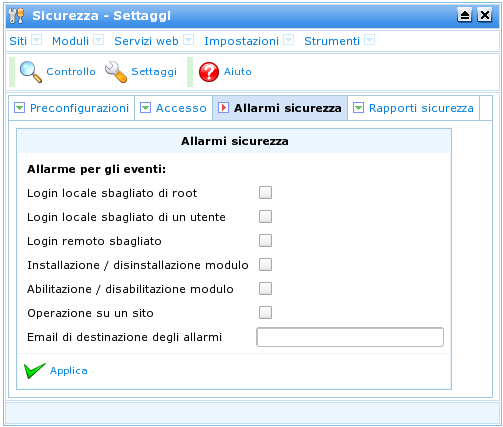 Sicurezza - Settaggi
Siti Moduli Servizi web Impostazioni Strumenti
Controllo Settaggi Aiuto
Preconfigurazioni Accesso Allarmi sicurezza Rapporti sicurezza
Allarmi sicurezza
Allarme per gli eventi:
Login locale sbagliato di root
Login locale sbagliato di un utente
Login remoto sbagliato
Installazione / disinstallazione modulo
Abilitazione / disabilitazione modulo
Operazione su un sito
Email di destinazione degli allarmi
Applica